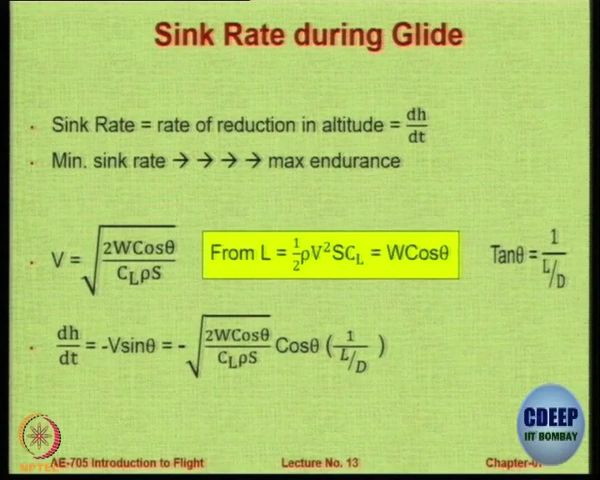 Sink Rate during Glide
• Sink Rate = rate of reduction in altitude = dh/dt
• Min. sink rate → → → → max endurance
• V = √(2WCosθ / C_LρS) From L = ½ρV²SC_L = WCosθ Tanθ = 1/(L/D)
• dh/dt = -Vsinθ = -√(2WCosθ / C_LρS) Cosθ (1/(L/D))
CDEEP
IIT BOMBAY
NPTEL
AE-705 Introduction to Flight Lecture No. 13